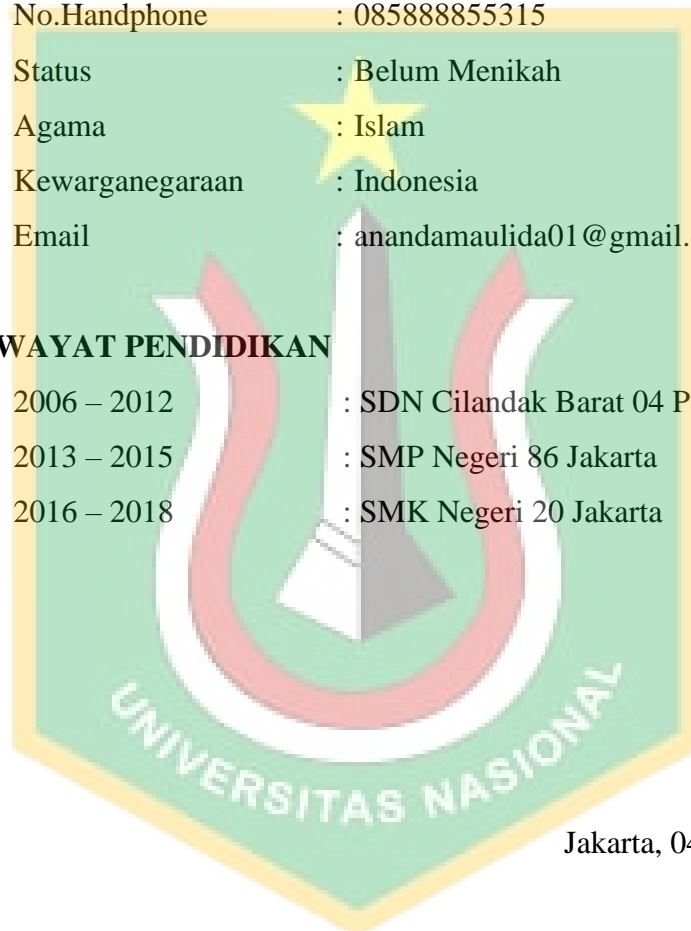 No.Handphone : 085888855315
Status : Belum Menikah
Agama : Islam
Kewarganegaraan : Indonesia
Email : anandamaulida01@gmail.
WAYAT PENDIDIKAN
2006 – 2012 : SDN Cilandak Barat 04 P
2013 – 2015 : SMP Negeri 86 Jakarta
2016 – 2018 : SMK Negeri 20 Jakarta
UNIVERSITAS NASIONAL
Jakarta, 04